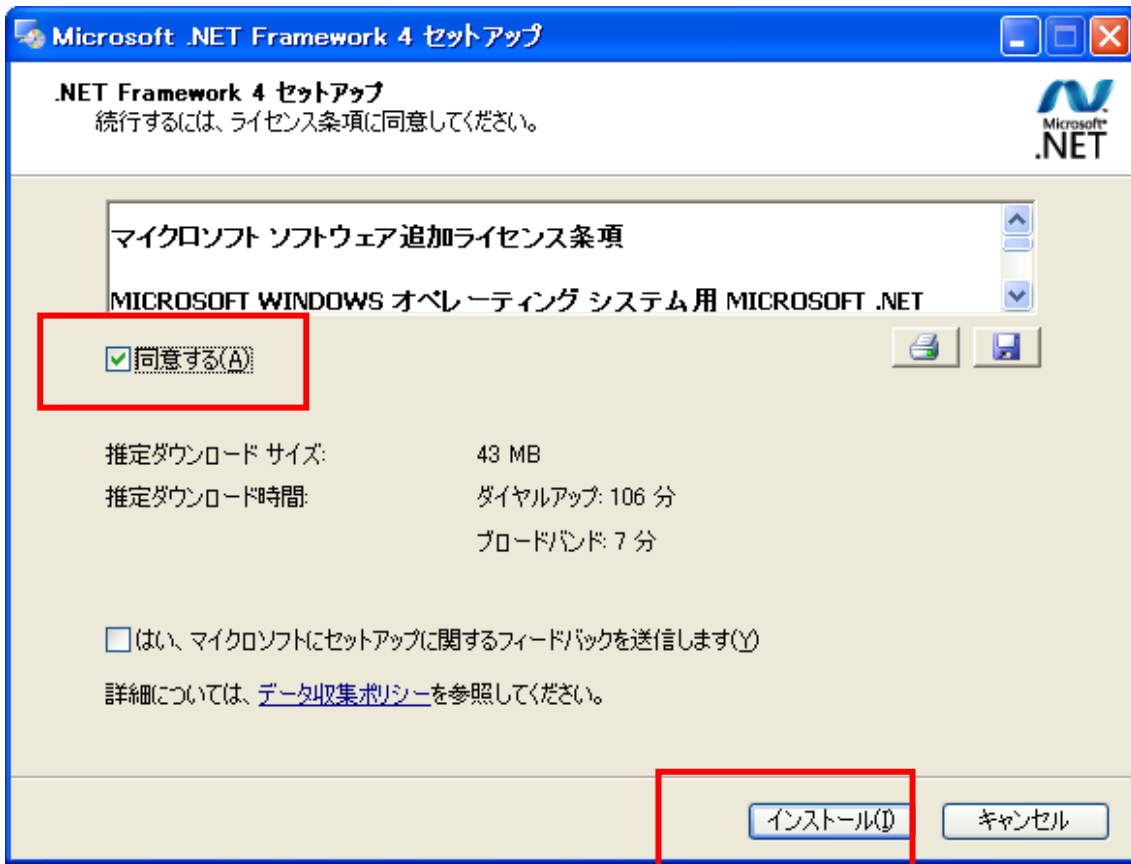 Microsoft .NET Framework 4 セットアップ
.NET Framework 4 セットアップ
続行するには、ライセンス条項に同意してください。
Microsoft®
.NET
マイクロソフト ソフトウェア追加ライセンス条項
MICROSOFT WINDOWS オペレーティング システム用 MICROSOFT .NET
同意する(A)
推定ダウンロード サイズ: 43 MB
推定ダウンロード時間: ダイヤルアップ: 106 分
ブロードバンド: 7 分
はい、マイクロソフトにセットアップに関するフィードバックを送信します(Y)
詳細については、データ収集ポリシーを参照してください。
インストール(I) キャンセル